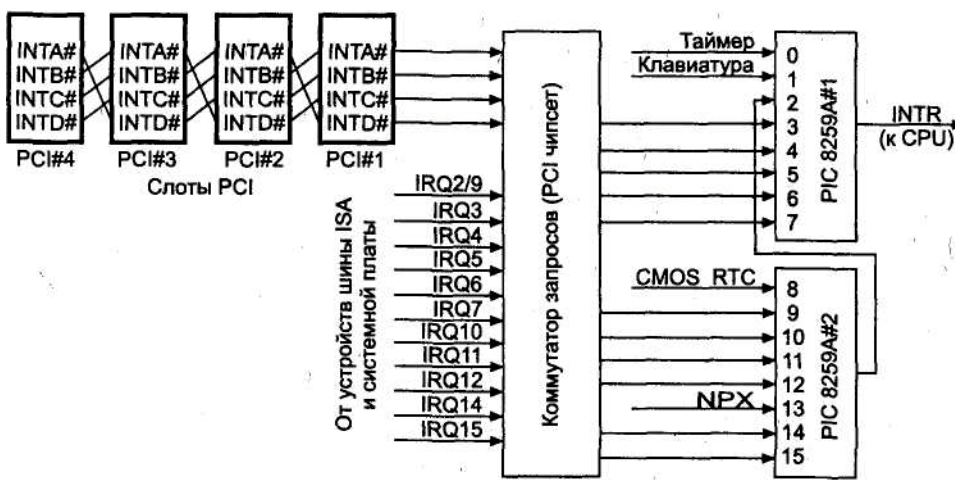 INTA# INTA# INTA# INTA#
INTB# INTB# INTB# INTB#
INTC# INTC# INTC# INTC#
INTD# INTD# INTD# INTD#
PCI#4 PCI#3 PCI#2 PCI#1
Слоты PCI
От устройств шины ISA
и системной платы
IRQ2/9
IRQ3
IRQ4
IRQ5
IRQ6
IRQ7
IRQ10
IRQ11
IRQ12
IRQ14
IRQ15
Коммутатор запросов (PCI чипсет)
Таймер
Клавиатура
0
1
2
3
4
5
6
7
PIC 8259A#1
INTR
(к CPU)
CMOS RTC
NPX
8
9
10
11
12
13
14
15
PIC 8259A#2